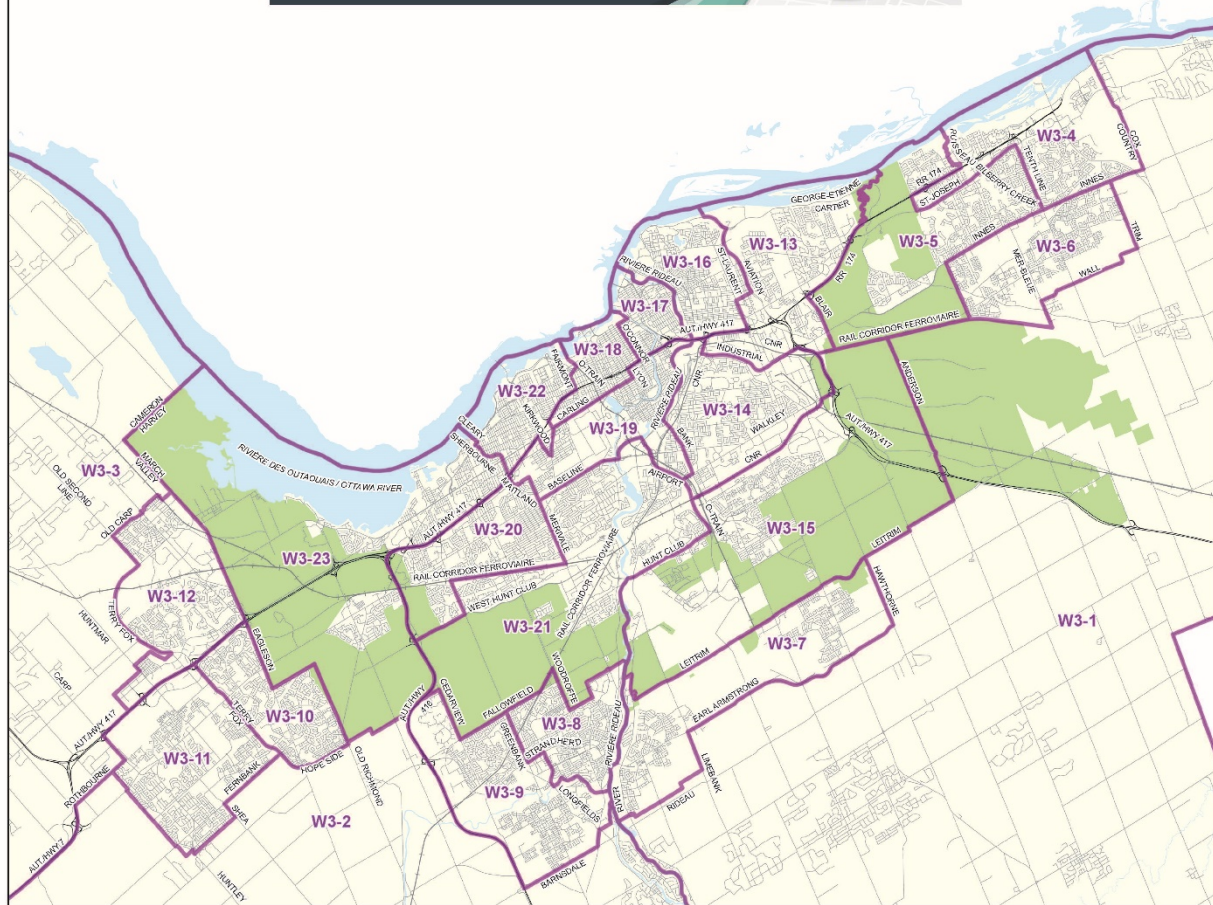 W3-4
COX
COUNTRY
RUISSEAU BILBERRY CREEK
TENTH LINE
INNES
RR 174
ST-JOSEPH
GEORGE-ETIENNE
CARTIER
W3-13
W3-5
INNES
W3-6
TRIM
MER-BLEUE
WALL
W3-16
ST-LAURENT
AVIATION
RIVIÈRE RIDEAU
RR 174
BLAIR
W3-17
AUT./HWY 417
RAIL CORRIDOR FERROVIAIRE
W3-18
O'CONNOR
CNR
INDUSTRIAL
FAIRMONT
O-TRAIN
LYON
ANDERSON
W3-22
KIRKWOOD
CARLING
RIVIÈRE RIDEAU
CNR
W3-14
CAMERON
HARVEY
CLEARY
SHERBOURNE
W3-19
BANK
WALKLEY
AUT./HWY 417
W3-3
MARCH
VALLEY
RIVIÈRE DES OUTAOUAIS / OTTAWA RIVER
MAITLAND
BASELINE
AIRPORT
CNR
OLD SECOND
LINE
OLD CARP
AUT./HWY 417
W3-20
MERIVALE
O-TRAIN
W3-15
LEITRIM
W3-23
RAIL CORRIDOR FERROVIAIRE
HUNT CLUB
W3-12
WEST HUNT CLUB
RAIL CORRIDOR FERROVIAIRE
HAWTHORNE
HUNTMAR
TERRY FOX
W3-21
W3-1
EAGLESON
W3-7
LEITRIM
CARP
WOODROFFE
CEDARVIEW
FALLOWFIELD
AUT./HWY
416
TERRY
FOX
W3-10
W3-8
EARL ARMSTRONG
GREENBANK
STRANDHERD
RIVIÈRE RIDEAU
AUT./HWY 417
W3-11
HOPE SIDE
FERNBANK
OLD RICHMOND
LIMEBANK
ROTHBOURNE
W3-9
LONGFIELDS
RIVER
RIDEAU
SHEA
W3-2
AUT./HWY 7
HUNTLEY
BARNSDALE